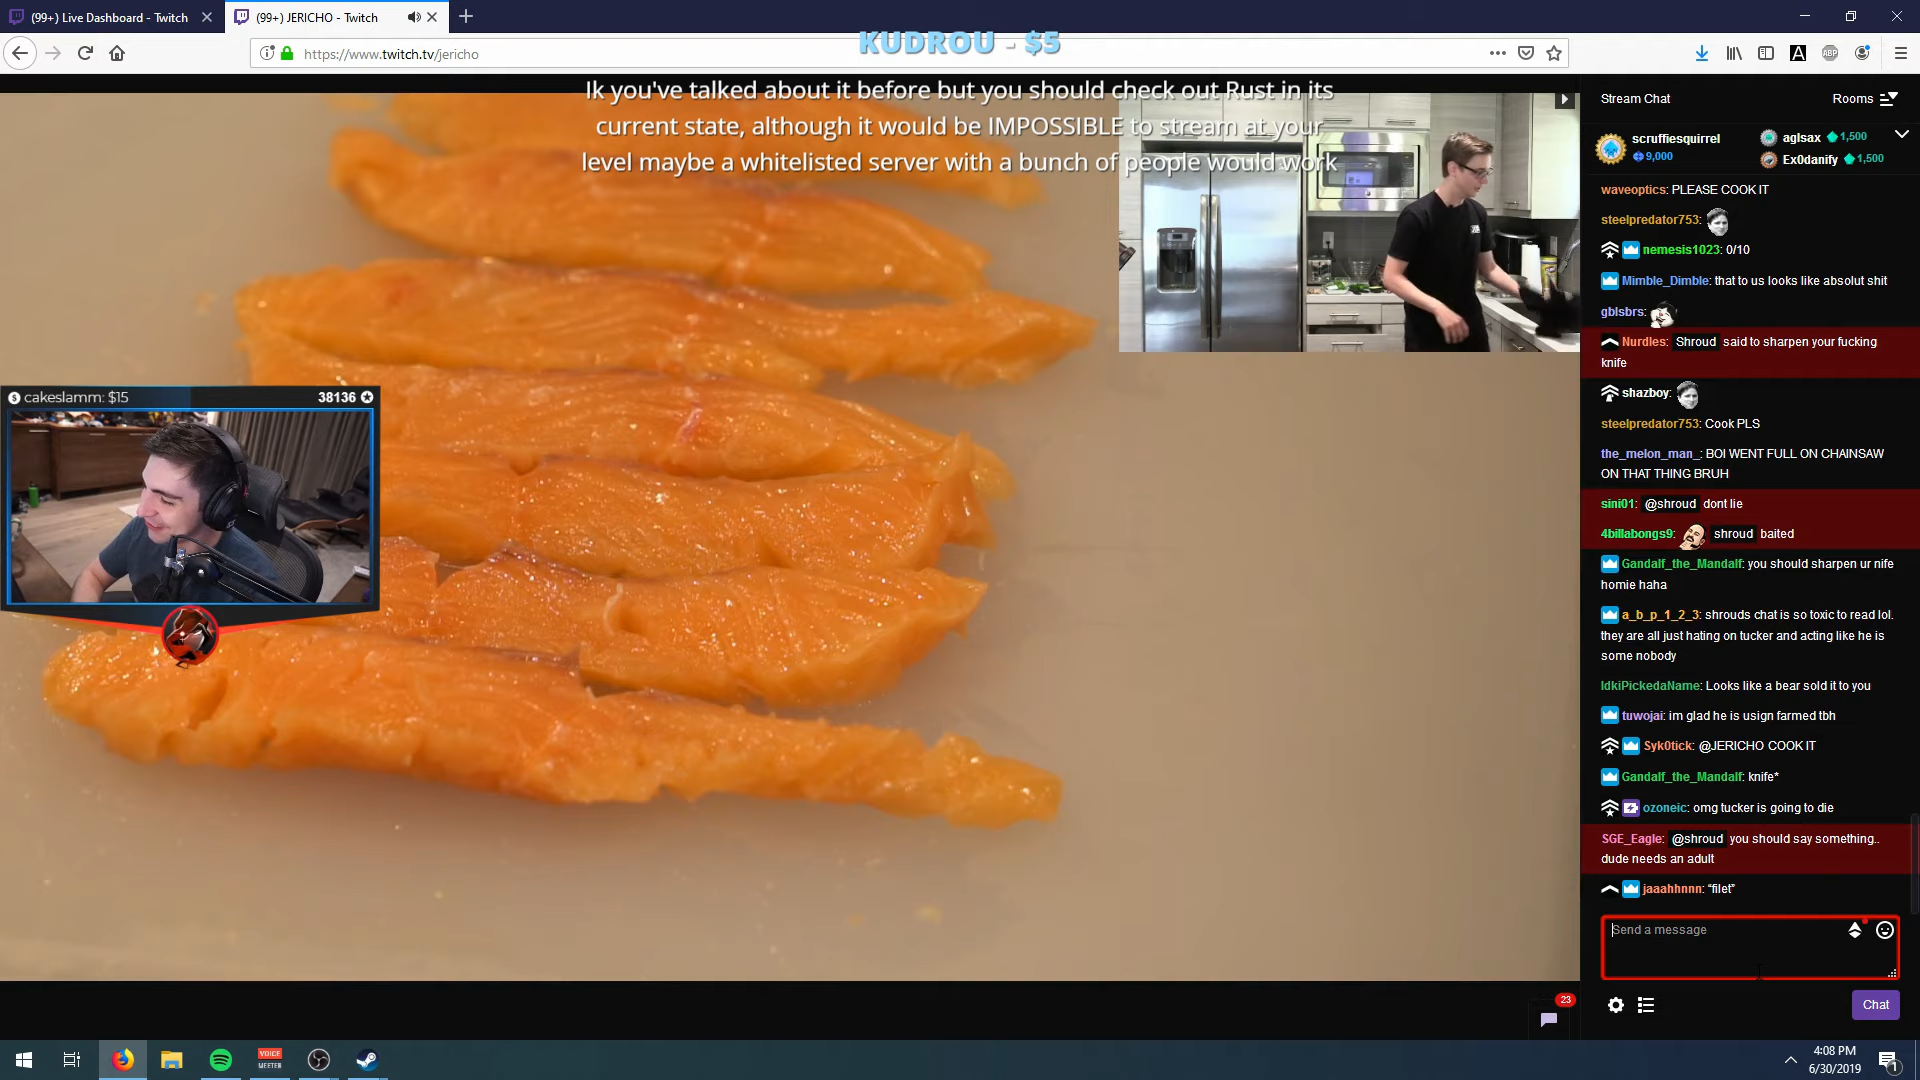 (99+) Live Dashboard - Twitch
(99+) JERICHO - Twitch
https://www.twitch.tv/jericho
KUDROU - $5
Ik you've talked about it before but you should check out Rust in its
current state, although it would be IMPOSSIBLE to stream at your
level maybe a whitelisted server with a bunch of people would work
cakeslamm: $15
38136
Stream Chat
Rooms
scruffiesquirrel
9,000
aglsax 1,500
Ex0danify 1,500
waveoptics: PLEASE COOK IT
steelpredator753:
nemesis1023: 0/10
Mimble_Dimble: that to us looks like absolut shit
gblsbrs:
Nurdles: Shroud said to sharpen your fucking
knife
shazboy:
steelpredator753: Cook PLS
the_melon_man_: BOI WENT FULL ON CHAINSAW
ON THAT THING BRUH
sini01: @shroud dont lie
4billabongs9: shroud baited
Gandalf_the_Mandalf: you should sharpen ur nife
homie haha
a_b_p_1_2_3: shrouds chat is so toxic to read lol.
they are all just hating on tucker and acting like he is
some nobody
IdkiPickedaName: Looks like a bear sold it to you
tuwojai: im glad he is usign farmed tbh
Syk0tick: @JERICHO COOK IT
Gandalf_the_Mandalf: knife*
ozoneic: omg tucker is going to die
SGE_Eagle: @shroud you should say something..
dude needs an adult
jaaahhnnn: "filet"
Send a message
23
Chat
VOICE
MEETER
4:08 PM
6/30/2019
1
A
ABP